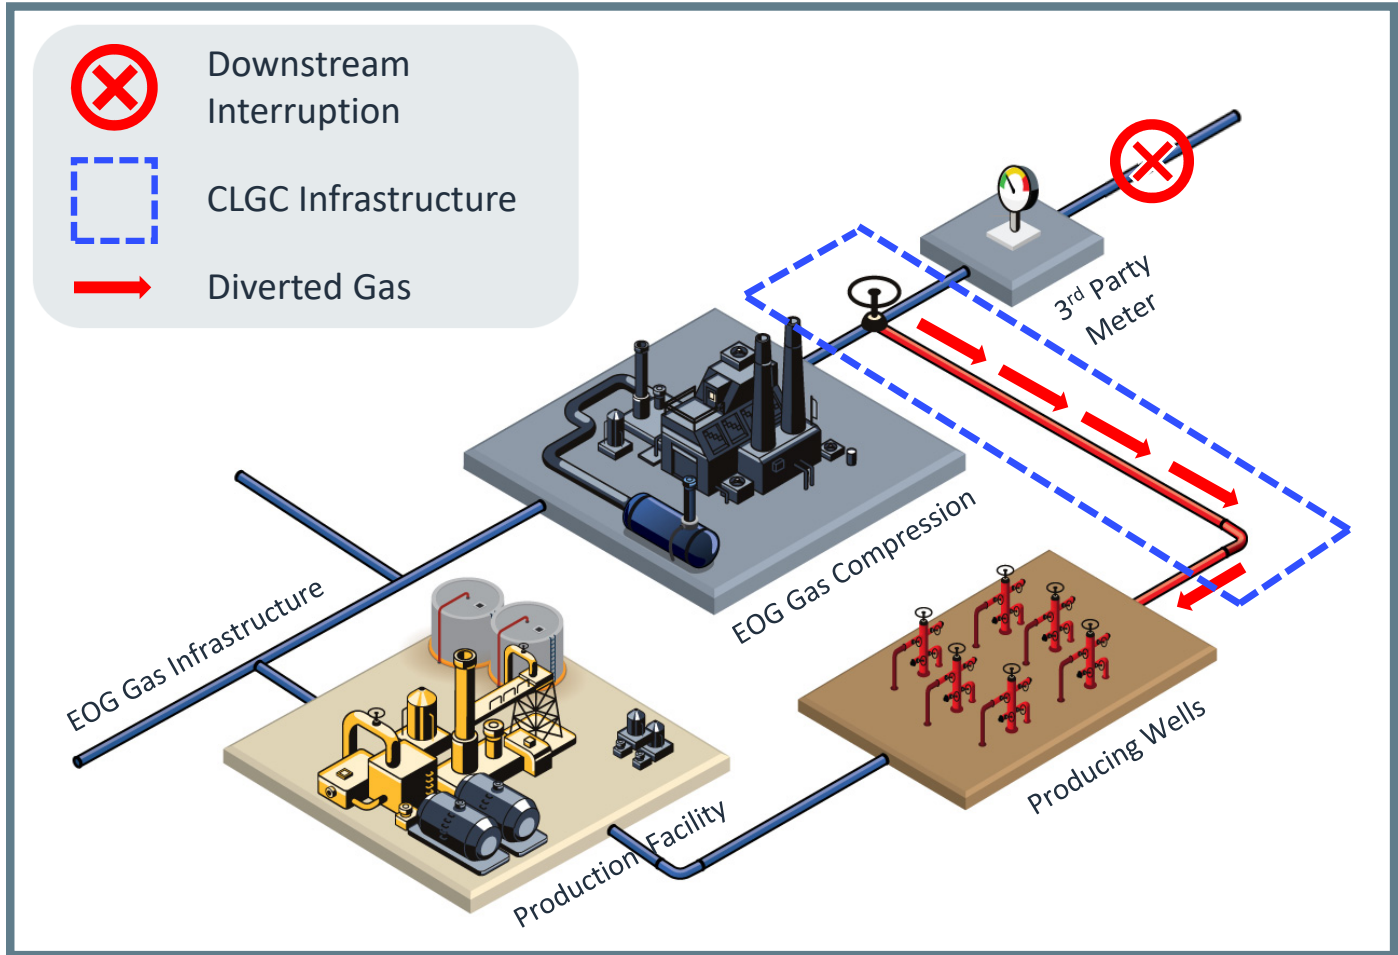 Downstream
Interruption
CLGC Infrastructure
Diverted Gas
3rd Party
Meter
EOG Gas Compression
EOG Gas Infrastructure
Producing Wells
Production Facility